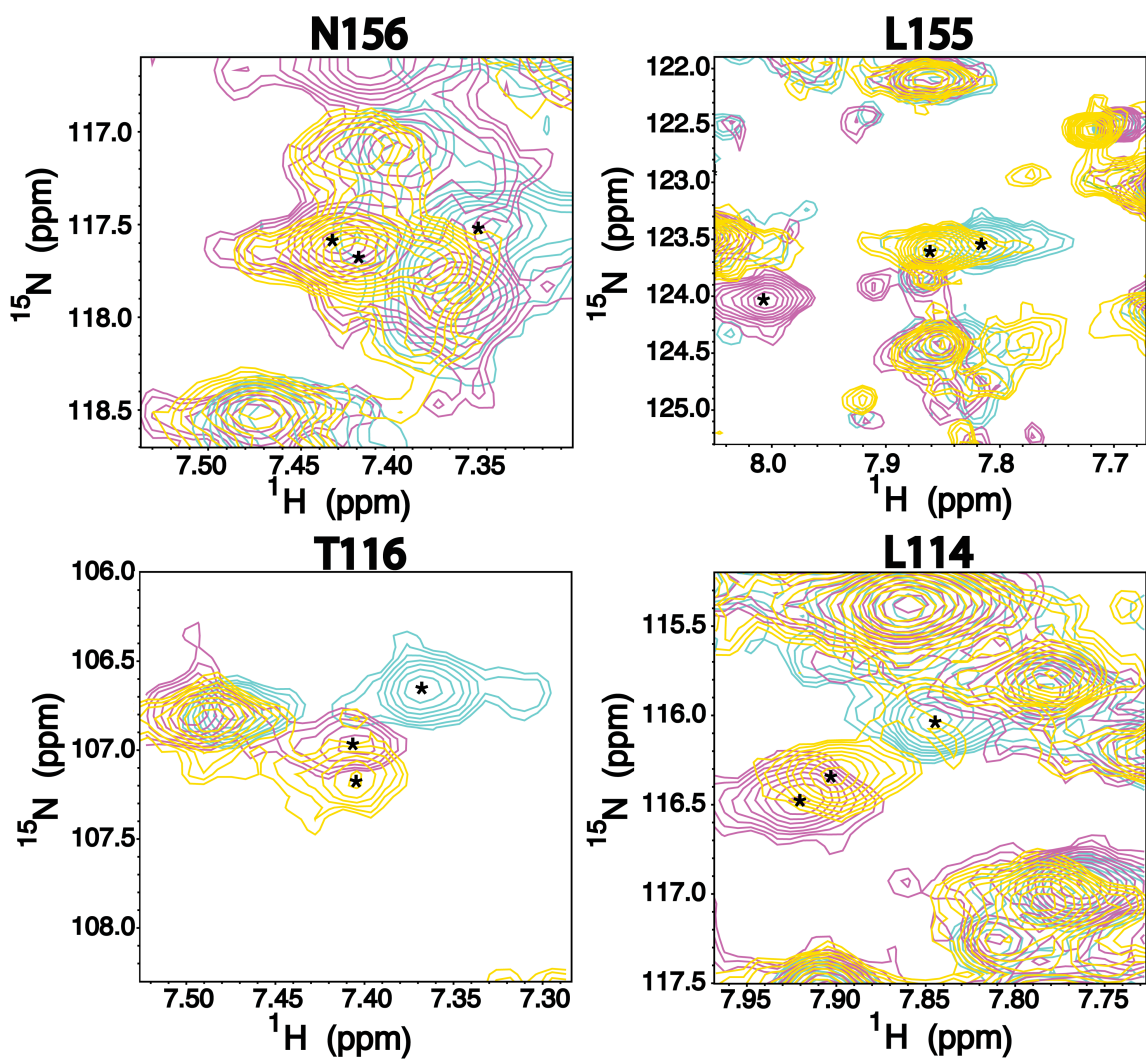 N156
117.0
117.5
118.0
118.5
15N (ppm)
7.50 7.45 7.40 7.35
1H (ppm)
L155
122.0
122.5
123.0
123.5
124.0
124.5
125.0
15N (ppm)
8.0 7.9 7.8 7.7
1H (ppm)
T116
106.0
106.5
107.0
107.5
108.0
15N (ppm)
7.50 7.45 7.40 7.35 7.30
1H (ppm)
L114
115.5
116.0
116.5
117.0
117.5
15N (ppm)
7.95 7.90 7.85 7.80 7.75
1H (ppm)